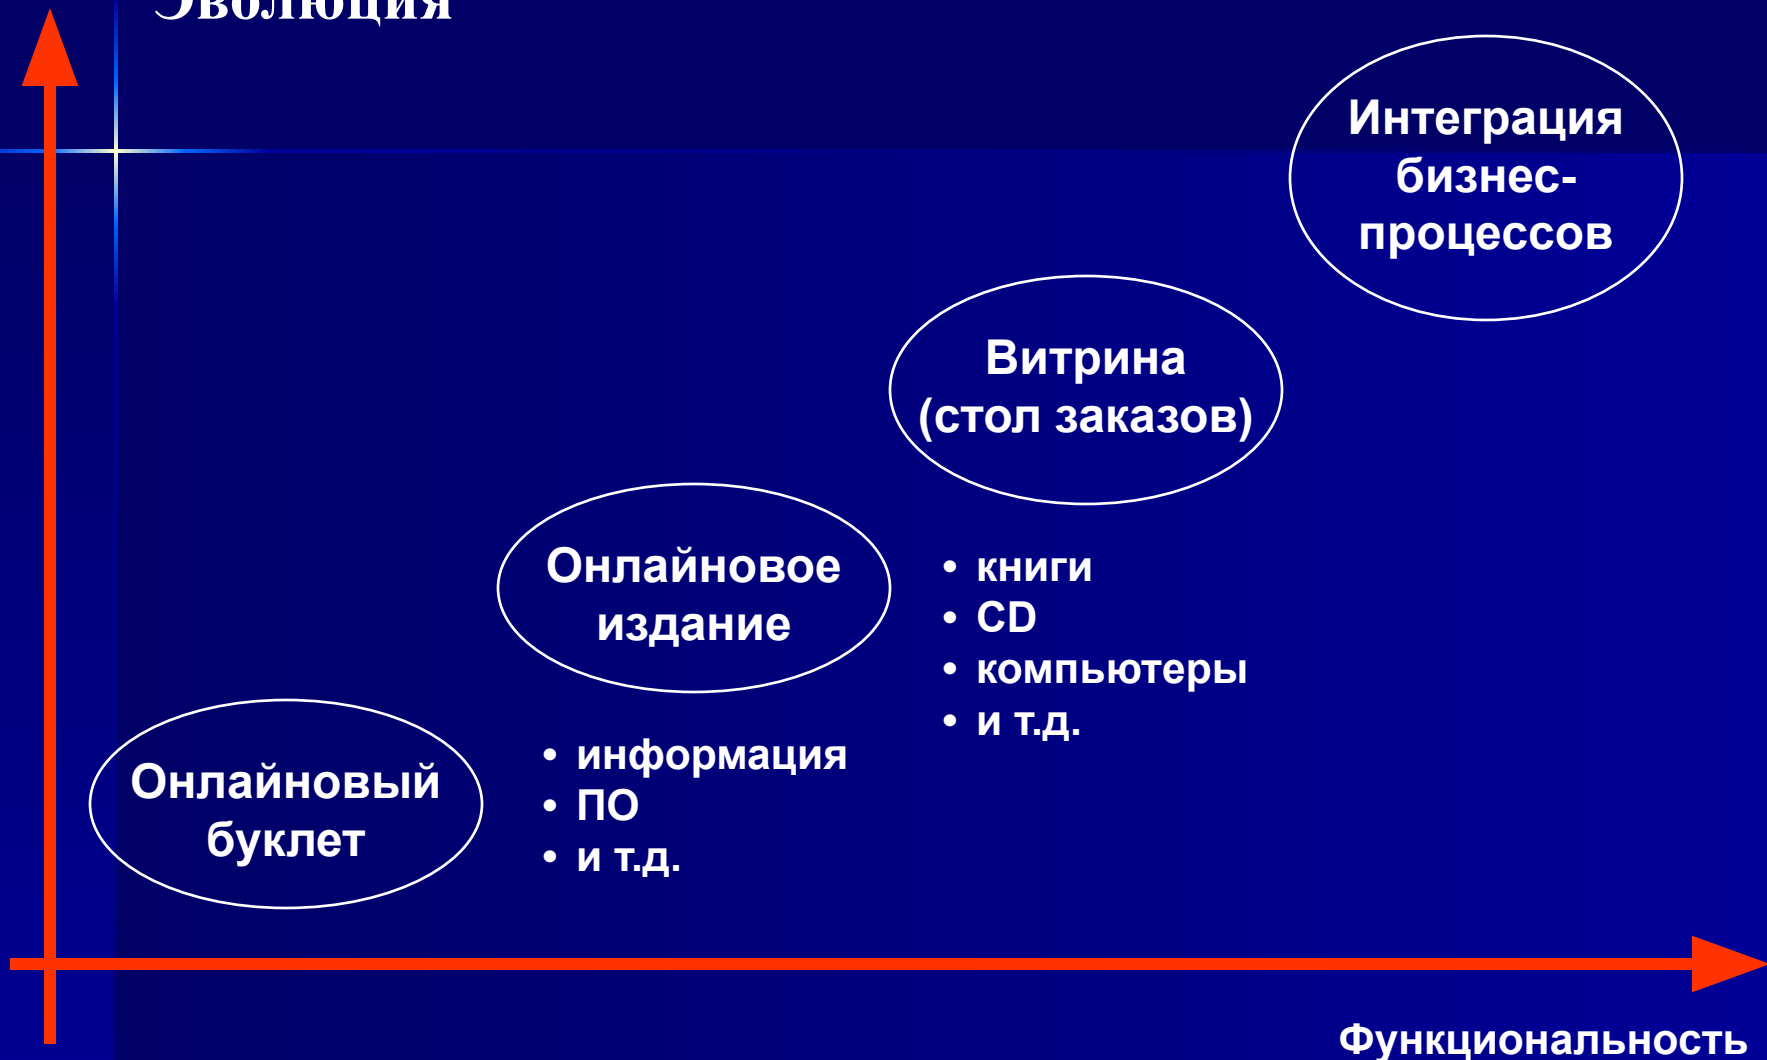 Эволюция
Интеграция
бизнес-
процессов
Витрина
(стол заказов)
Онлайновое
издание
• книги
• CD
• компьютеры
• и т.д.
Онлайновый
буклет
• информация
• ПО
• и т.д.
Функциональность